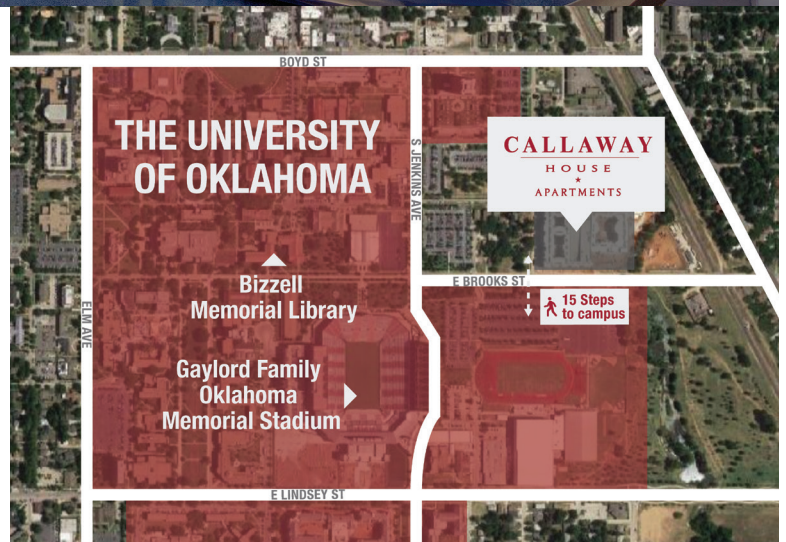 BOYD ST
THE UNIVERSITY
OF OKLAHOMA
S JENKINS AVE
CALLAWAY
HOUSE
APARTMENTS
Bizzell
Memorial Library
E BROOKS ST
15 Steps
to campus
ELM AVE
Gaylord Family
Oklahoma
Memorial Stadium
E LINDSEY ST